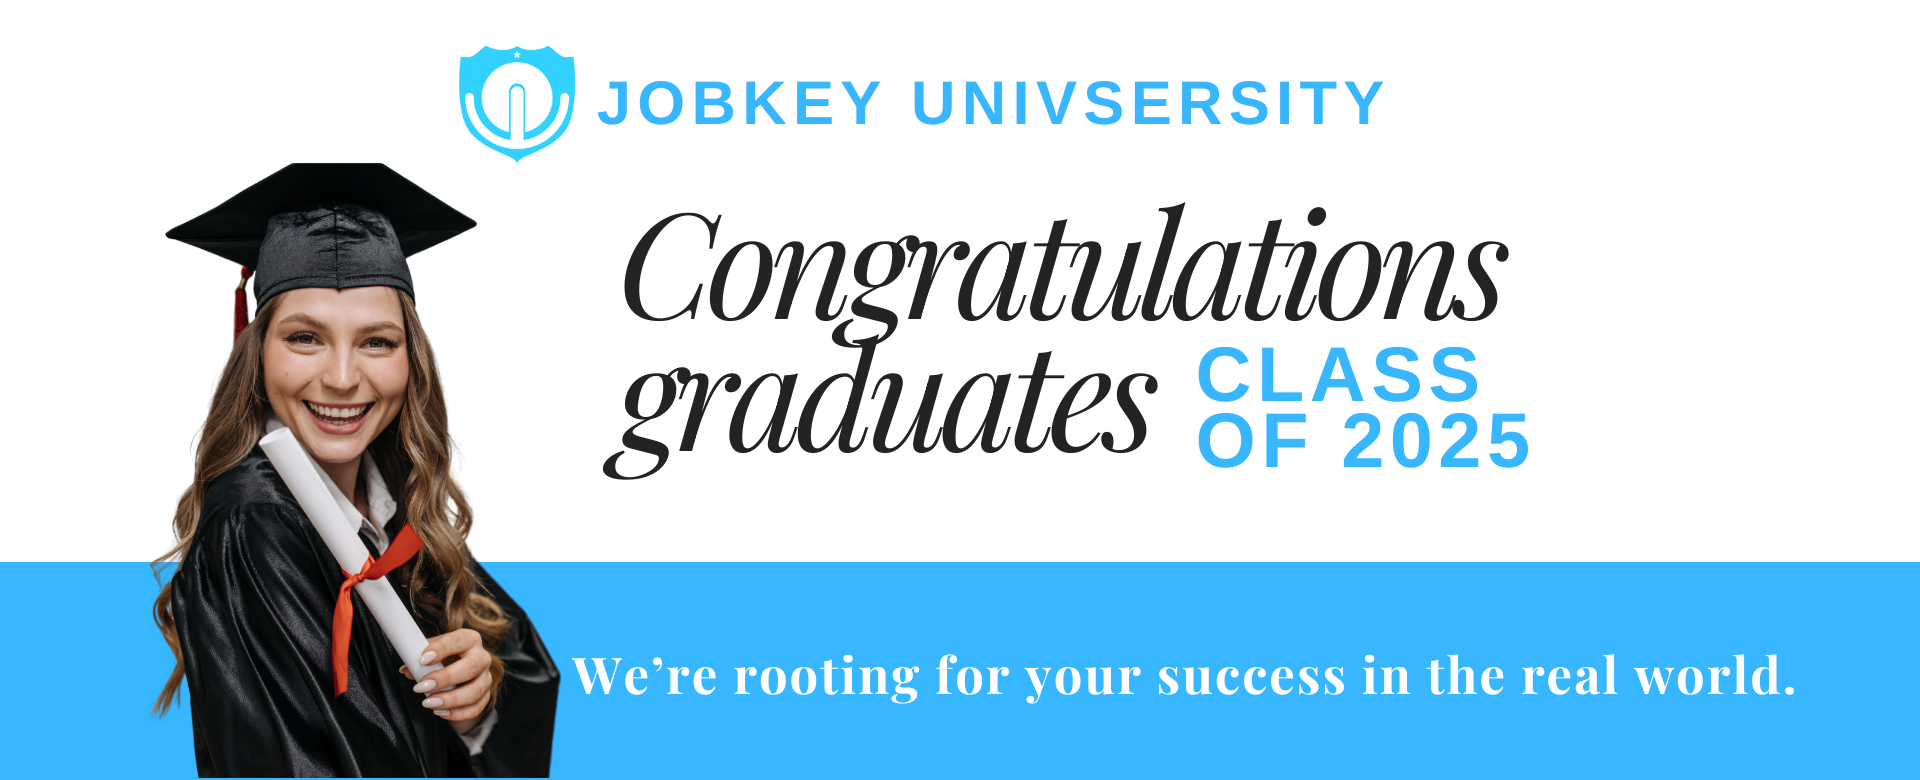 JOBKEY UNIVSERSITY
Congratulations
graduates
CLASS
OF 2025
We’re rooting for your success in the real world.